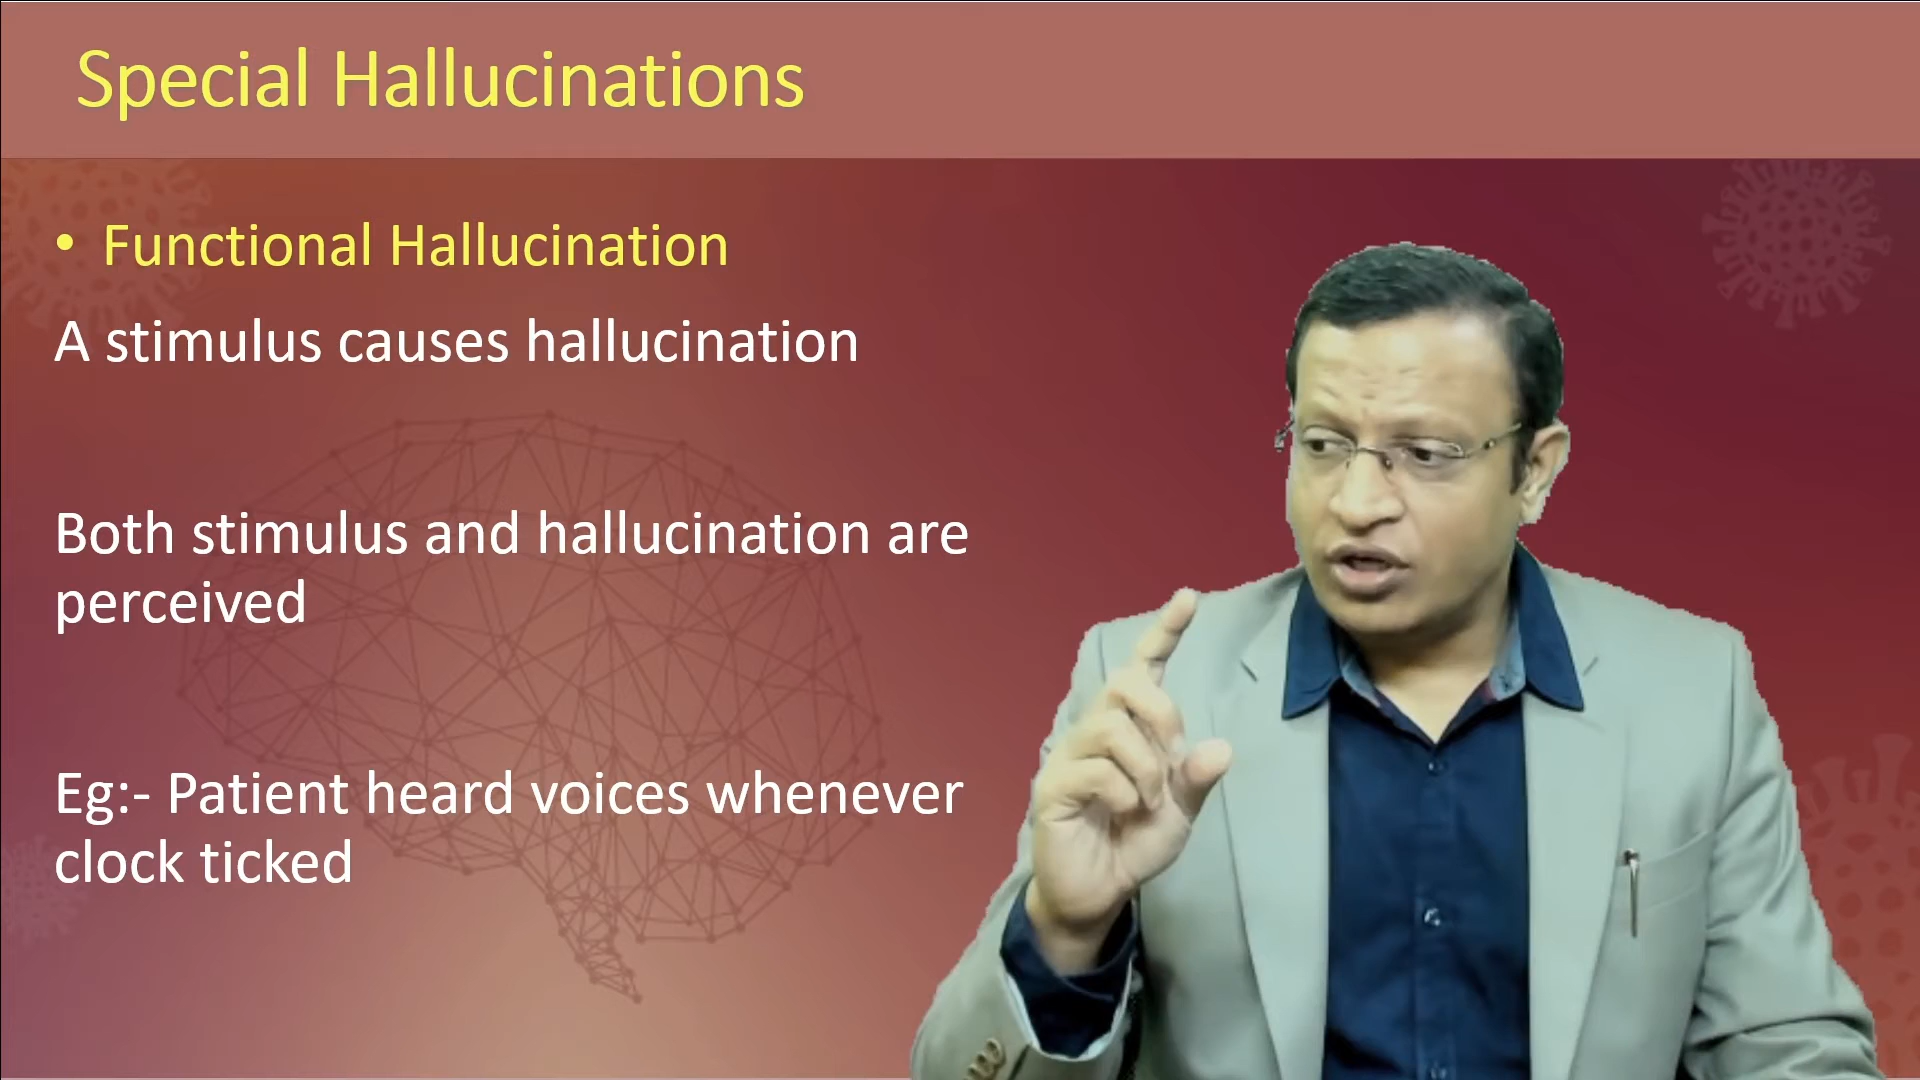 Special Hallucinations
• Functional Hallucination
A stimulus causes hallucination
Both stimulus and hallucination are
perceived
Eg:- Patient heard voices whenever
clock ticked